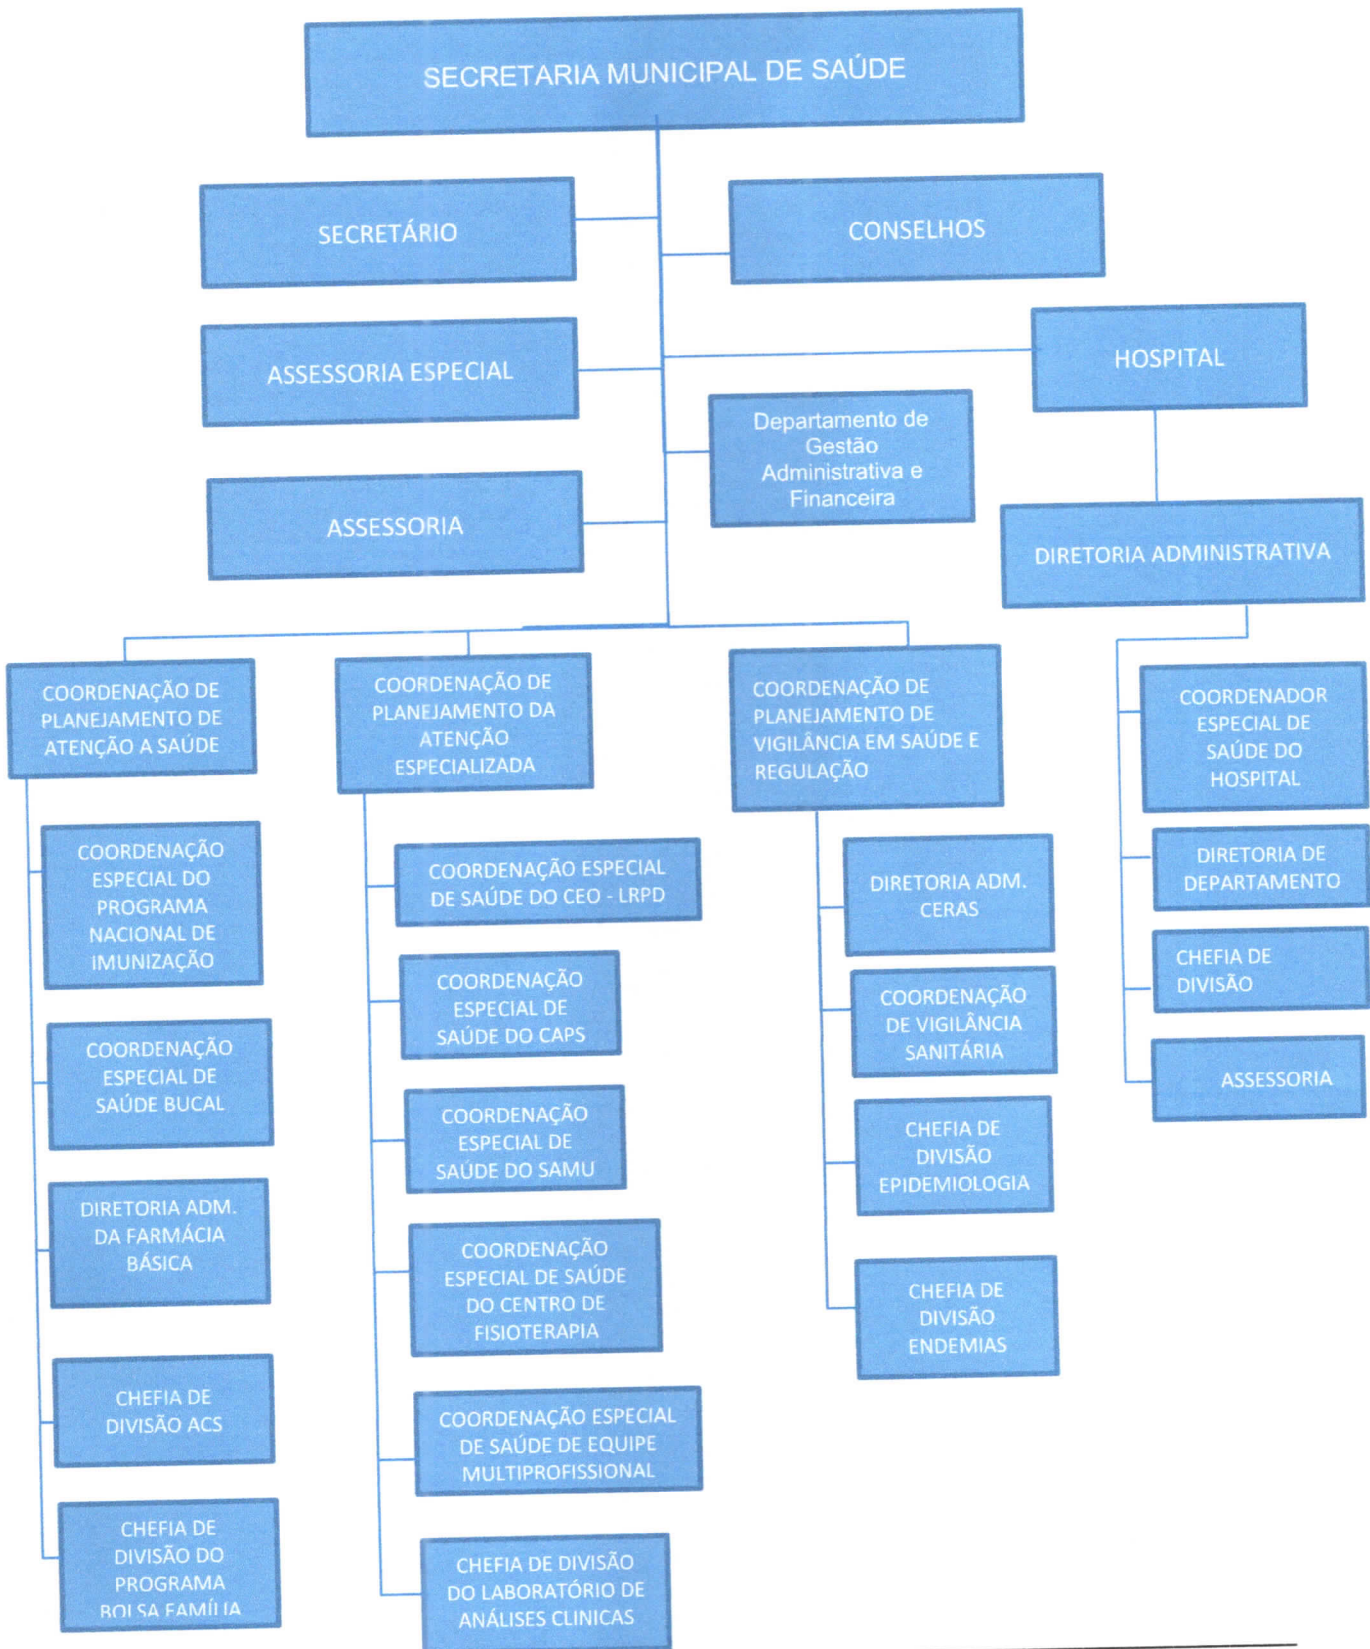 SECRETARIA MUNICIPAL DE SAÚDE
SECRETÁRIO
CONSELHOS
ASSESSORIA ESPECIAL
HOSPITAL
Departamento de
Gestão
Administrativa e
Financeira
ASSESSORIA
DIRETORIA ADMINISTRATIVA
COORDENAÇÃO DE
PLANEJAMENTO DE
ATENÇÃO A SAÚDE
COORDENAÇÃO
ESPECIAL DO
PROGRAMA
NACIONAL DE
IMUNIZAÇÃO
COORDENAÇÃO
ESPECIAL DE
SAÚDE BUCAL
DIRETORIA ADM.
DA FARMÁCIA
BÁSICA
CHEFIA DE
DIVISÃO ACS
CHEFIA DE
DIVISÃO DO
PROGRAMA
BOLSA FAMÍLIA
COORDENAÇÃO DE
PLANEJAMENTO DA
ATENÇÃO
ESPECIALIZADA
COORDENAÇÃO ESPECIAL
DE SAÚDE DO CEO - LRPD
COORDENAÇÃO
ESPECIAL DE
SAÚDE DO CAPS
COORDENAÇÃO
ESPECIAL DE
SAÚDE DO SAMU
COORDENAÇÃO
ESPECIAL DE SAÚDE
DO CENTRO DE
FISIOTERAPIA
COORDENAÇÃO ESPECIAL
DE SAÚDE DE EQUIPE
MULTIPROFISSIONAL
CHEFIA DE DIVISÃO
DO LABORATÓRIO DE
ANÁLISES CLINICAS
COORDENAÇÃO DE
PLANEJAMENTO DE
VIGILÂNCIA EM SAÚDE E
REGULAÇÃO
DIRETORIA ADM.
CERAS
COORDENAÇÃO
DE VIGILÂNCIA
SANITÁRIA
CHEFIA DE
DIVISÃO
EPIDEMIOLOGIA
CHEFIA DE
DIVISÃO
ENDEMIAS
COORDENADOR
ESPECIAL DE
SAÚDE DO
HOSPITAL
DIRETORIA DE
DEPARTAMENTO
CHEFIA DE
DIVISÃO
ASSESSORIA